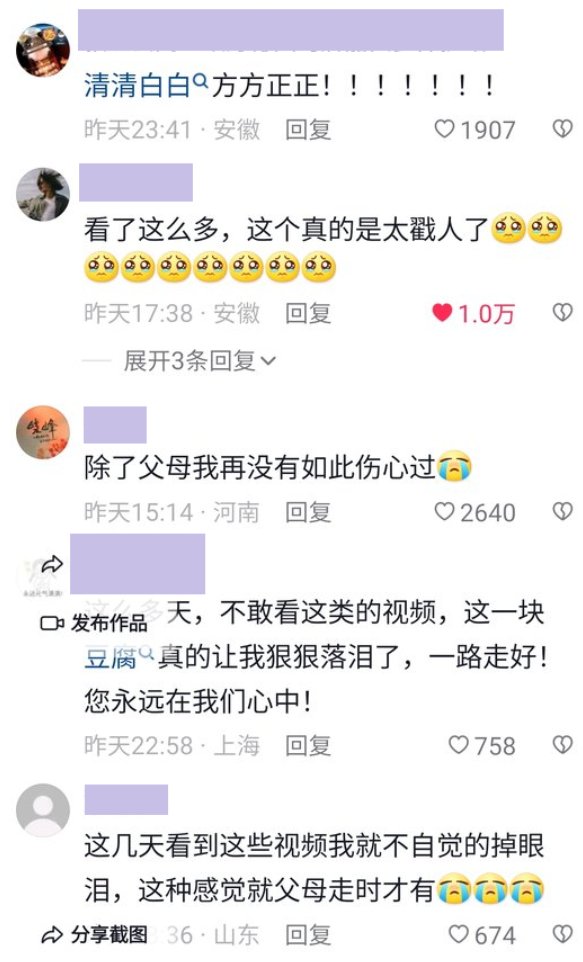 清清白白方方正正！！！！！！！
昨天23:41 · 安徽 回复 1907
看了这么多，这个真的是太戳人了🥹🥹
🥹🥹🥹🥹🥹🥹🥹
昨天17:38 · 安徽 回复 1.0万
展开3条回复
晓峰
除了父母我再没有如此伤心过😭
昨天15:14 · 河南 回复 2640
这么多天，不敢看这类的视频，这一块
发布作品
豆腐真的让我狠狠落泪了，一路走好！
您永远在我们心中！
昨天22:58 · 上海 回复 758
这几天看到这些视频我就不自觉的掉眼
泪，这种感觉就父母走时才有😭😭😭
分享截图 :36 · 山东 回复 674